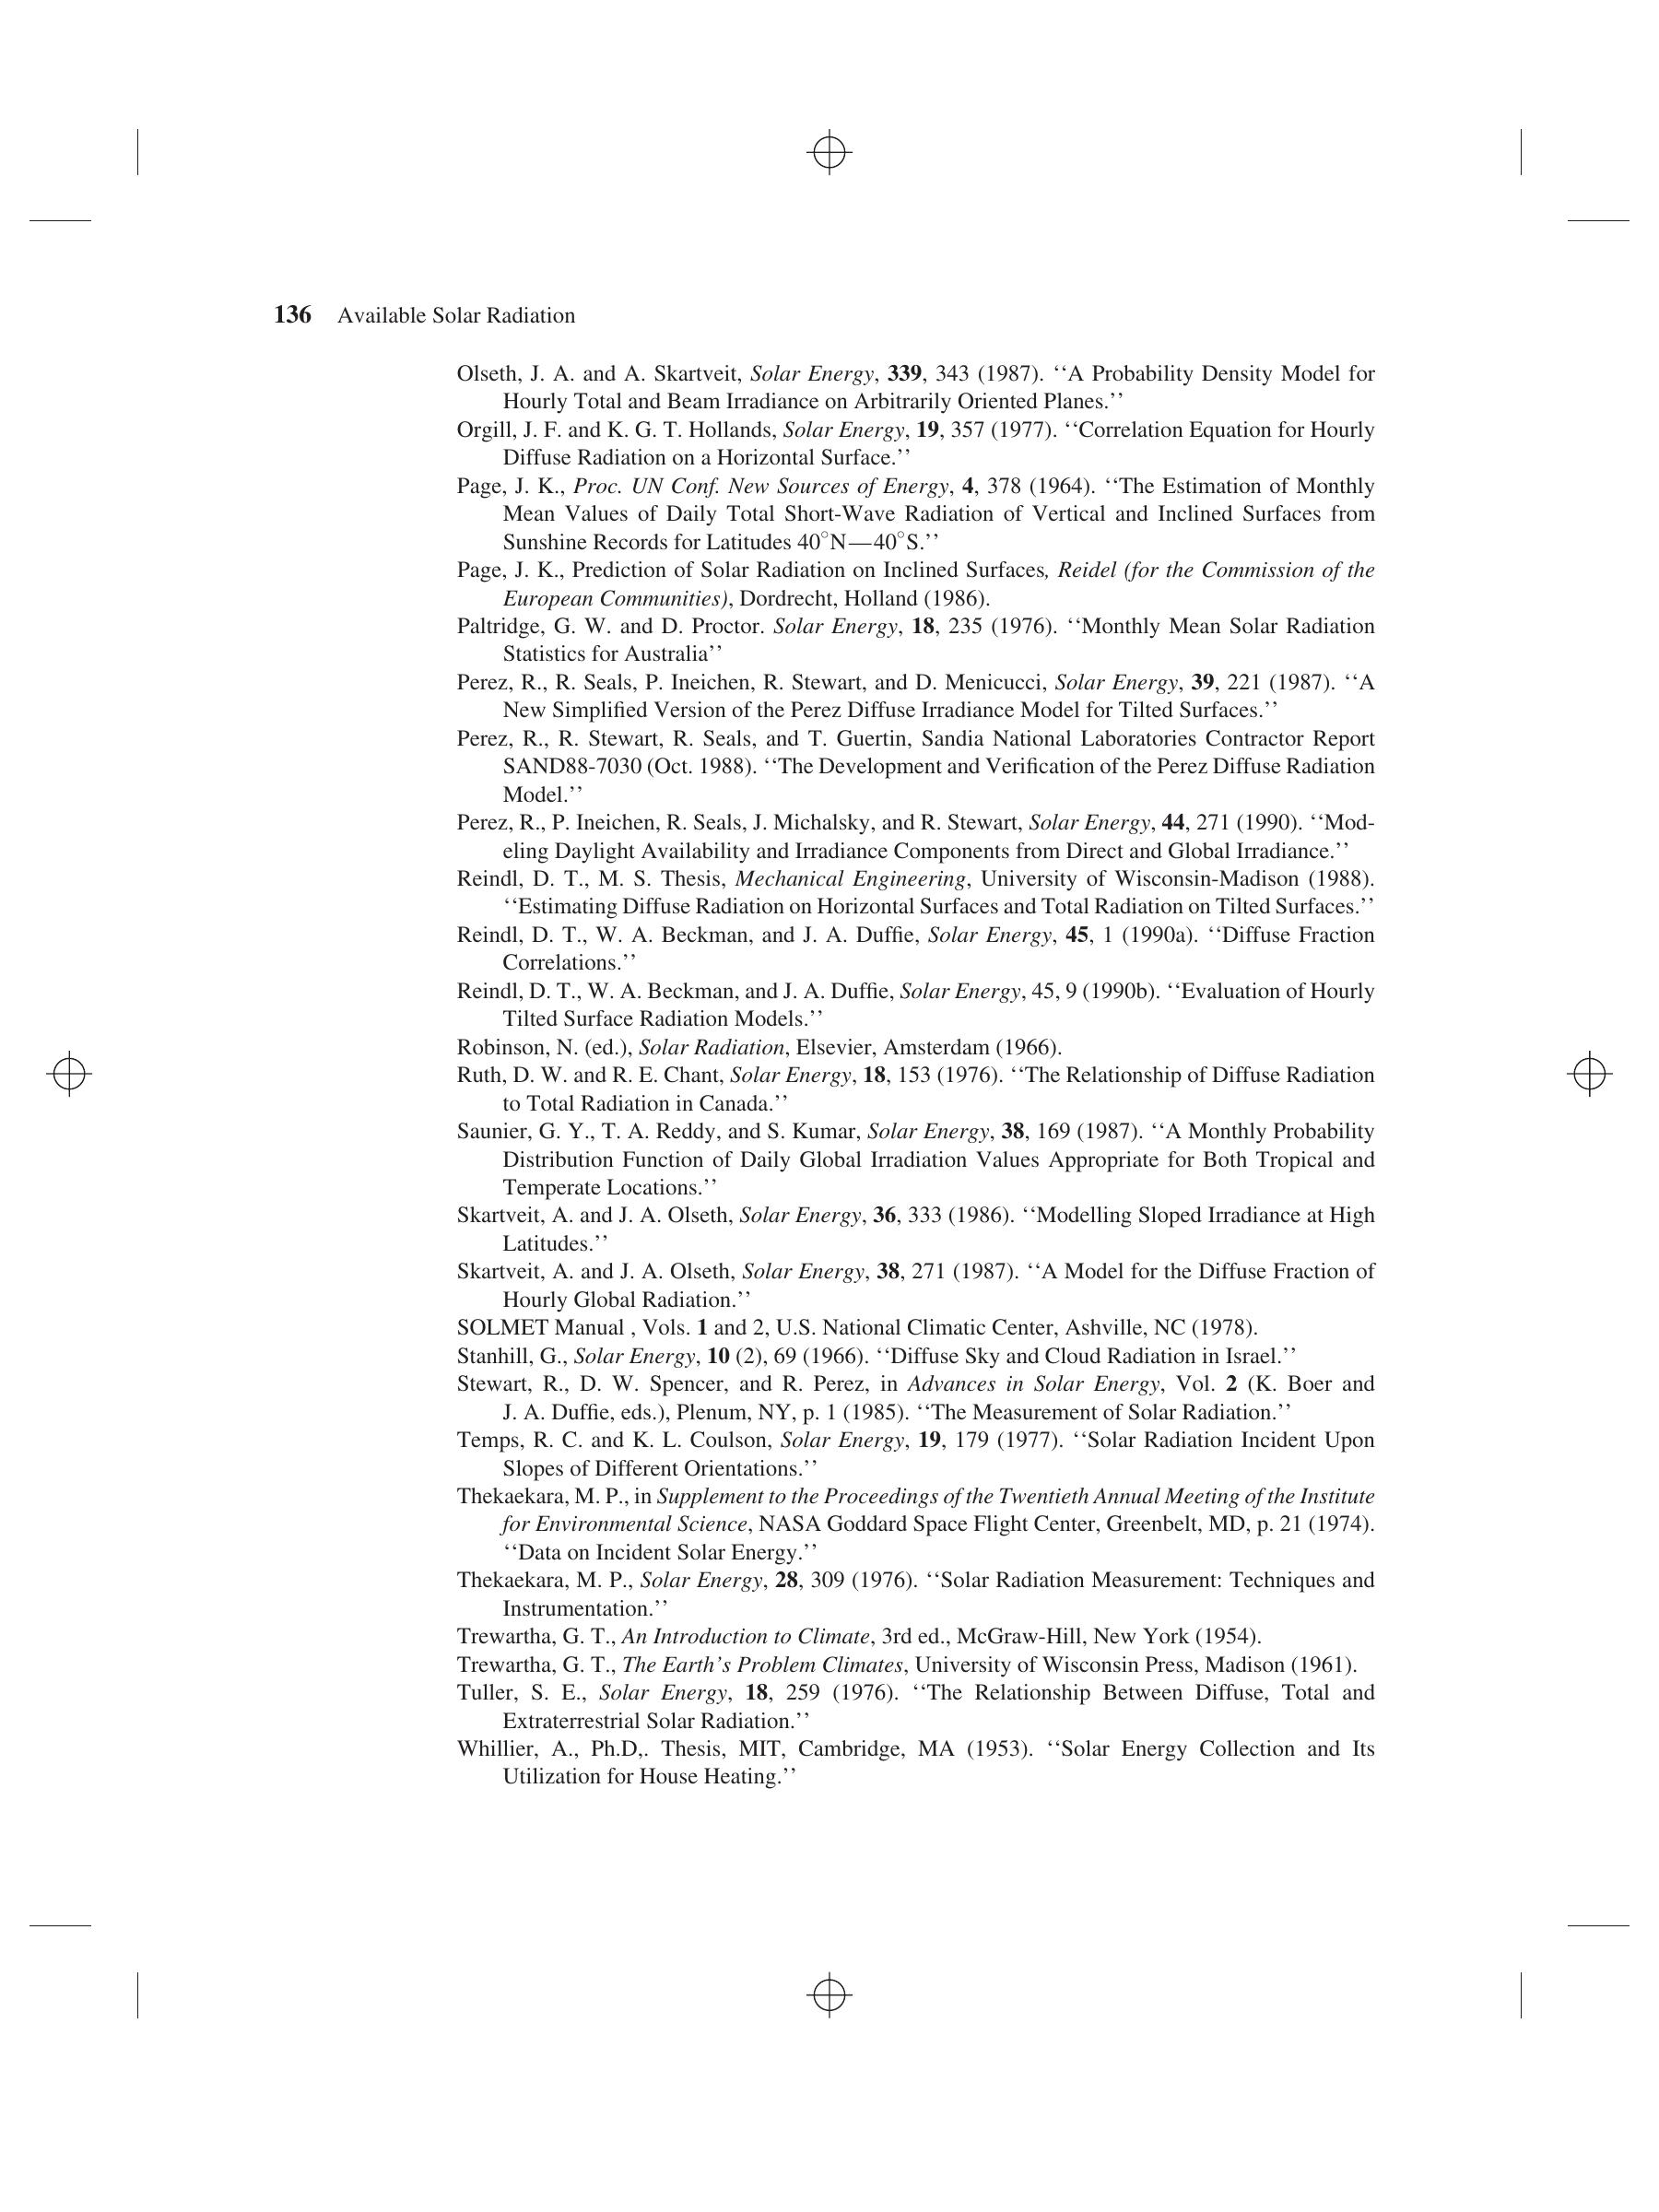 136 Available Solar Radiation
Olseth, J. A. and A. Skartveit, Solar Energy, 339, 343 (1987). ‘‘A Probability Density Model for
Hourly Total and Beam Irradiance on Arbitrarily Oriented Planes.’’
Orgill, J. F. and K. G. T. Hollands, Solar Energy, 19, 357 (1977). ‘‘Correlation Equation for Hourly
Diffuse Radiation on a Horizontal Surface.’’
Page, J. K., Proc. UN Conf. New Sources of Energy, 4, 378 (1964). ‘‘The Estimation of Monthly
Mean Values of Daily Total Short-Wave Radiation of Vertical and Inclined Surfaces from
Sunshine Records for Latitudes 40°N—40°S.’’
Page, J. K., Prediction of Solar Radiation on Inclined Surfaces, Reidel (for the Commission of the
European Communities), Dordrecht, Holland (1986).
Paltridge, G. W. and D. Proctor. Solar Energy, 18, 235 (1976). ‘‘Monthly Mean Solar Radiation
Statistics for Australia’’
Perez, R., R. Seals, P. Ineichen, R. Stewart, and D. Menicucci, Solar Energy, 39, 221 (1987). ‘‘A
New Simplified Version of the Perez Diffuse Irradiance Model for Tilted Surfaces.’’
Perez, R., R. Stewart, R. Seals, and T. Guertin, Sandia National Laboratories Contractor Report
SAND88-7030 (Oct. 1988). ‘‘The Development and Verification of the Perez Diffuse Radiation
Model.’’
Perez, R., P. Ineichen, R. Seals, J. Michalsky, and R. Stewart, Solar Energy, 44, 271 (1990). ‘‘Mod-
eling Daylight Availability and Irradiance Components from Direct and Global Irradiance.’’
Reindl, D. T., M. S. Thesis, Mechanical Engineering, University of Wisconsin-Madison (1988).
‘‘Estimating Diffuse Radiation on Horizontal Surfaces and Total Radiation on Tilted Surfaces.’’
Reindl, D. T., W. A. Beckman, and J. A. Duffie, Solar Energy, 45, 1 (1990a). ‘‘Diffuse Fraction
Correlations.’’
Reindl, D. T., W. A. Beckman, and J. A. Duffie, Solar Energy, 45, 9 (1990b). ‘‘Evaluation of Hourly
Tilted Surface Radiation Models.’’
Robinson, N. (ed.), Solar Radiation, Elsevier, Amsterdam (1966).
Ruth, D. W. and R. E. Chant, Solar Energy, 18, 153 (1976). ‘‘The Relationship of Diffuse Radiation
to Total Radiation in Canada.’’
Saunier, G. Y., T. A. Reddy, and S. Kumar, Solar Energy, 38, 169 (1987). ‘‘A Monthly Probability
Distribution Function of Daily Global Irradiation Values Appropriate for Both Tropical and
Temperate Locations.’’
Skartveit, A. and J. A. Olseth, Solar Energy, 36, 333 (1986). ‘‘Modelling Sloped Irradiance at High
Latitudes.’’
Skartveit, A. and J. A. Olseth, Solar Energy, 38, 271 (1987). ‘‘A Model for the Diffuse Fraction of
Hourly Global Radiation.’’
SOLMET Manual , Vols. 1 and 2, U.S. National Climatic Center, Ashville, NC (1978).
Stanhill, G., Solar Energy, 10 (2), 69 (1966). ‘‘Diffuse Sky and Cloud Radiation in Israel.’’
Stewart, R., D. W. Spencer, and R. Perez, in Advances in Solar Energy, Vol. 2 (K. Boer and
J. A. Duffie, eds.), Plenum, NY, p. 1 (1985). ‘‘The Measurement of Solar Radiation.’’
Temps, R. C. and K. L. Coulson, Solar Energy, 19, 179 (1977). ‘‘Solar Radiation Incident Upon
Slopes of Different Orientations.’’
Thekaekara, M. P., in Supplement to the Proceedings of the Twentieth Annual Meeting of the Institute
for Environmental Science, NASA Goddard Space Flight Center, Greenbelt, MD, p. 21 (1974).
‘‘Data on Incident Solar Energy.’’
Thekaekara, M. P., Solar Energy, 28, 309 (1976). ‘‘Solar Radiation Measurement: Techniques and
Instrumentation.’’
Trewartha, G. T., An Introduction to Climate, 3rd ed., McGraw-Hill, New York (1954).
Trewartha, G. T., The Earth’s Problem Climates, University of Wisconsin Press, Madison (1961).
Tuller, S. E., Solar Energy, 18, 259 (1976). ‘‘The Relationship Between Diffuse, Total and
Extraterrestrial Solar Radiation.’’
Whillier, A., Ph.D,. Thesis, MIT, Cambridge, MA (1953). ‘‘Solar Energy Collection and Its
Utilization for House Heating.’’